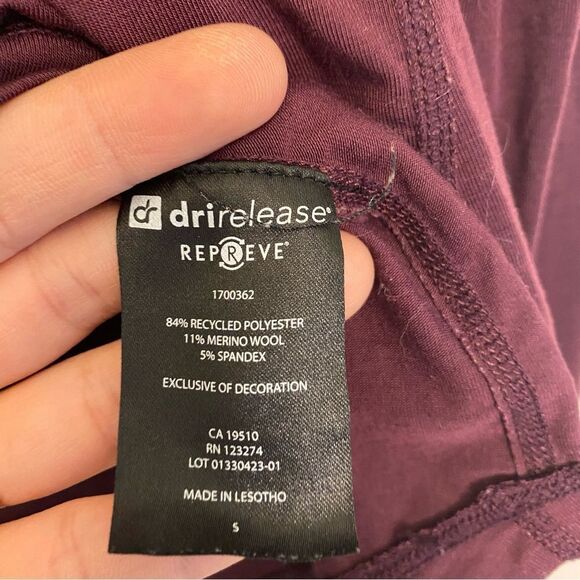 dr drirelease®
REPREVE®
1700362
84% RECYCLED POLYESTER
11% MERINO WOOL
5% SPANDEX
EXCLUSIVE OF DECORATION
CA 19510
RN 123274
LOT 01330423-01
MADE IN LESOTHO
S